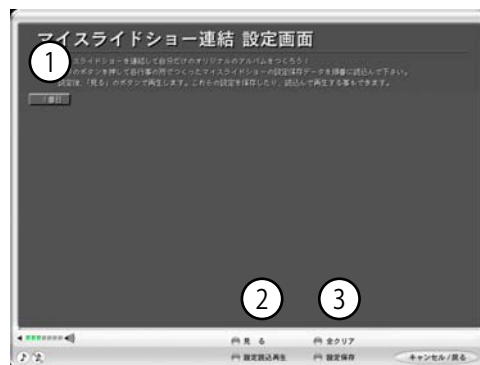 マイスライドショー連結 設定画面
スライドショーを連結して自分だけのオリジナルのアルバムをつくろう！
のボタンを押して各行事の所でつくったマイスライドショーの設定保存データを順番に読込んで下さい。
設定後、「見る」のボタンで再生します。これらの設定を保存したり、読込んで再生する事もできます。
1番目
1
2
3
見 る
全クリア
設定読込再生
設定保存
キャンセル/戻る